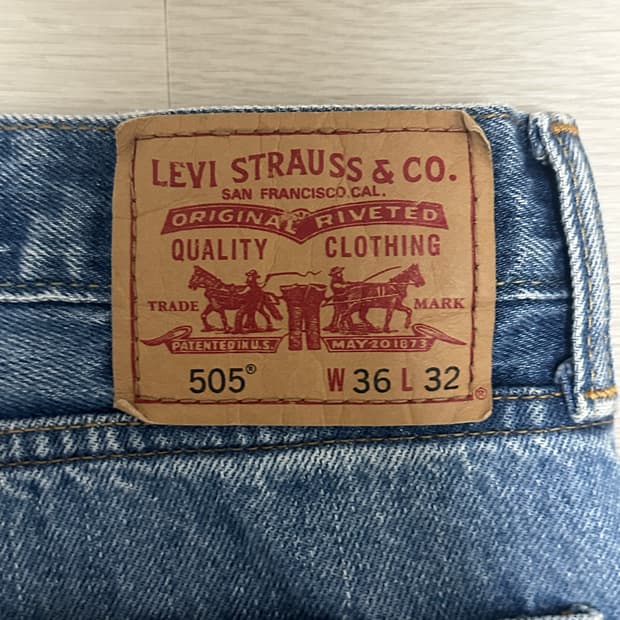 LEVI STRAUSS & CO.
SAN FRANCISCO, CAL.
ORIGINAL RIVETED
QUALITY CLOTHING
TRADE MARK
PATENTED IN U.S. MAY 20 1873
505® W 36 L 32 ®